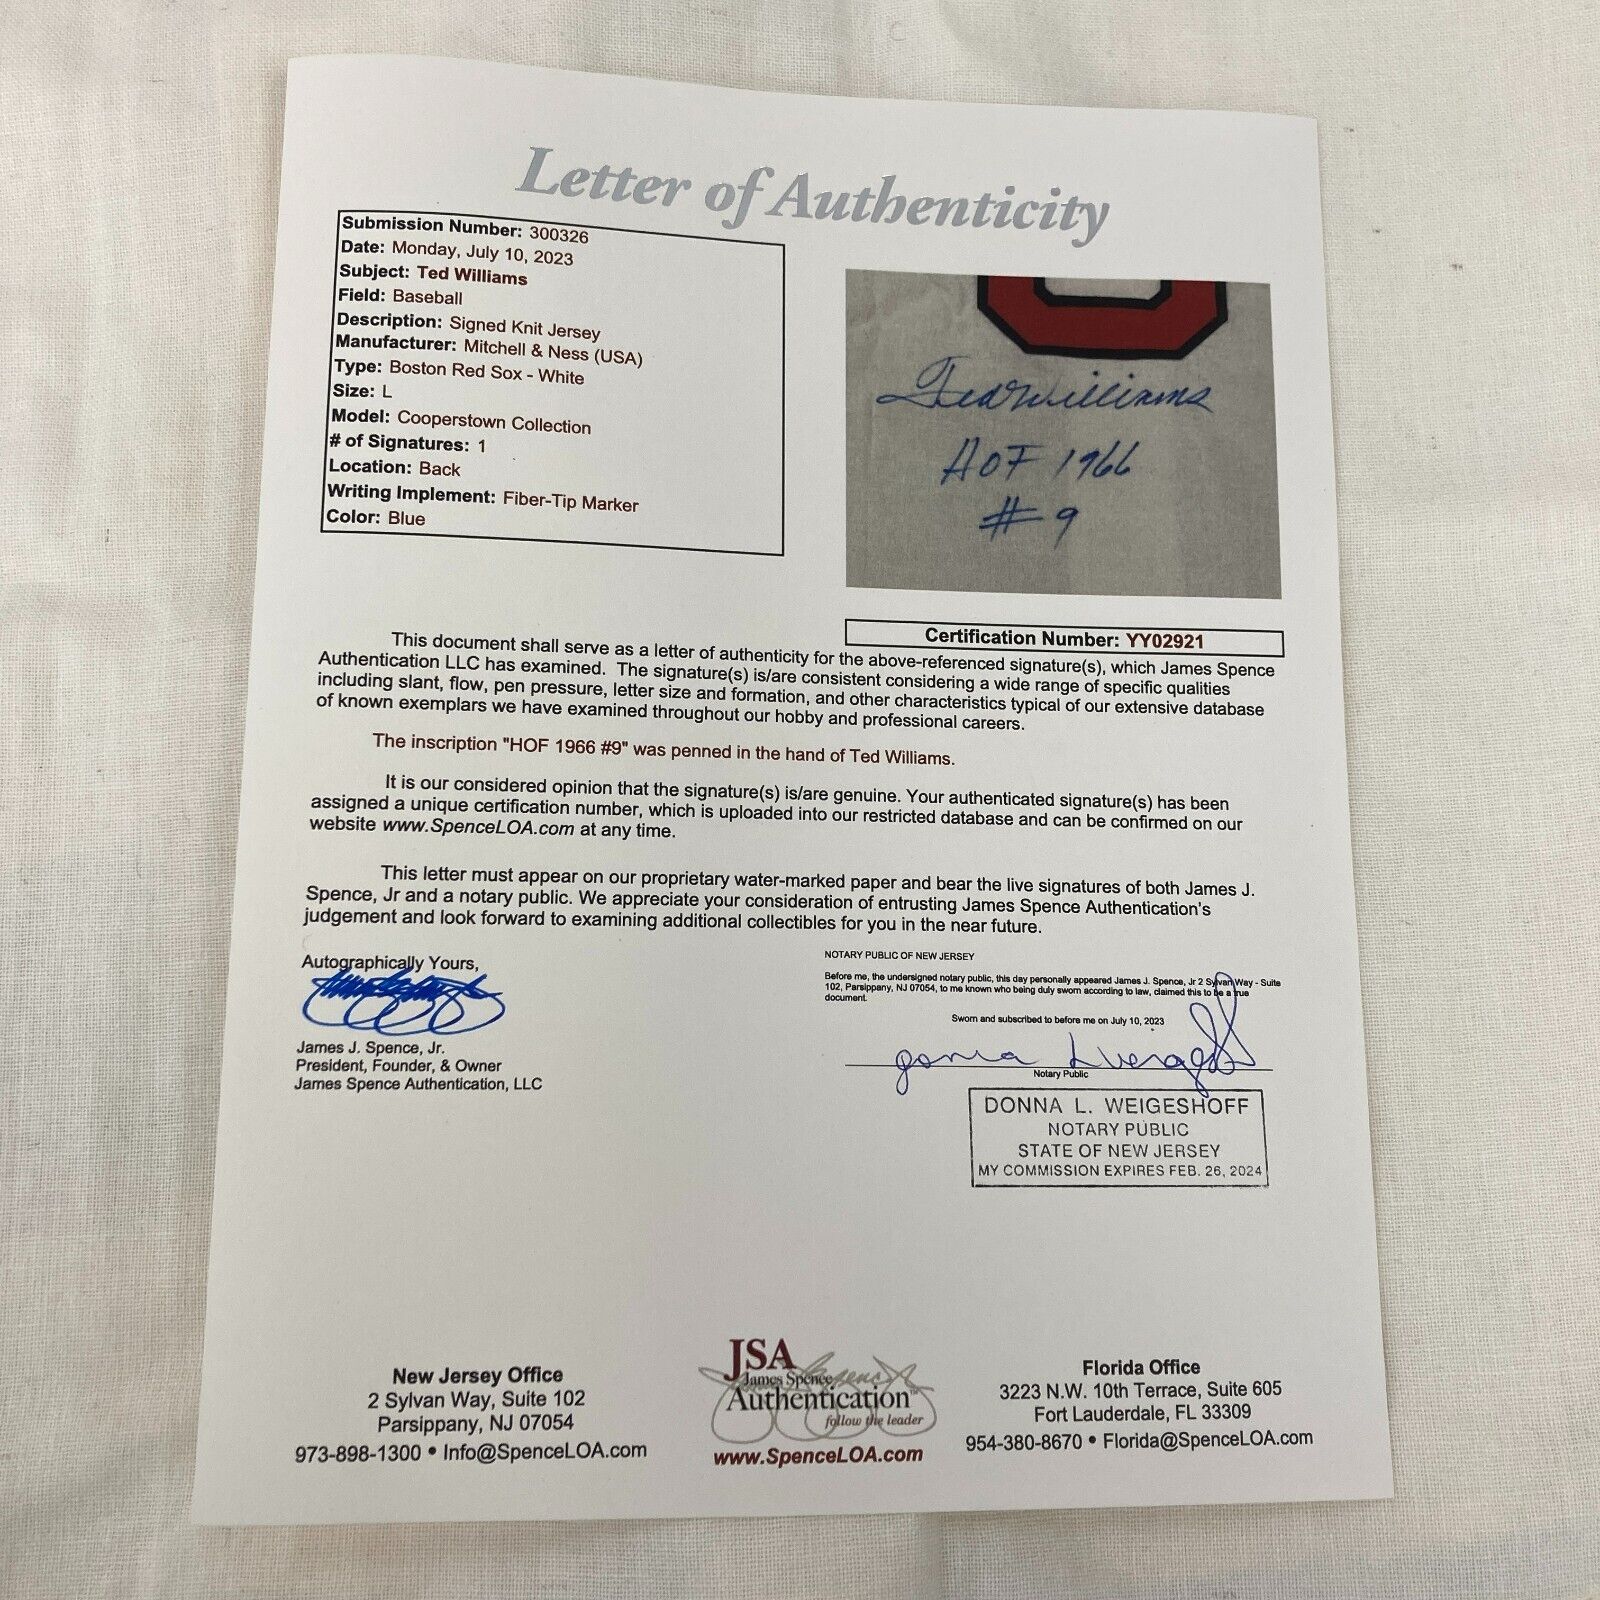 Letter of Authenticity
Submission Number: 300326
Date: Monday, July 10, 2023
Subject: Ted Williams
Field: Baseball
Description: Signed Knit Jersey
Manufacturer: Mitchell & Ness (USA)
Type: Boston Red Sox - White
Size: L
Model: Cooperstown Collection
# of Signatures: 1
Location: Back
Writing Implement: Fiber-Tip Marker
Color: Blue
Ted Williams
HOF 1966
#9
Certification Number: YY02921
This document shall serve as a letter of authenticity for the above-referenced signature(s), which James Spence
Authentication LLC has examined. The signature(s) is/are consistent considering a wide range of specific qualities
including slant, flow, pen pressure, letter size and formation, and other characteristics typical of our extensive database
of known exemplars we have examined throughout our hobby and professional careers.
The inscription "HOF 1966 #9" was penned in the hand of Ted Williams.
It is our considered opinion that the signature(s) is/are genuine. Your authenticated signature(s) has been
assigned a unique certification number, which is uploaded into our restricted database and can be confirmed on our
website www.SpenceLOA.com at any time.
This letter must appear on our proprietary water-marked paper and bear the live signatures of both James J.
Spence, Jr and a notary public. We appreciate your consideration of entrusting James Spence Authentication's
judgement and look forward to examining additional collectibles for you in the near future.
Autographically Yours,
James J. Spence, Jr.
President, Founder, & Owner
James Spence Authentication, LLC
NOTARY PUBLIC OF NEW JERSEY
Before me, the undersigned notary public, this day personally appeared James J. Spence, Jr 2 Sylvan Way - Suite
102, Parsippany, NJ 07054, to me known who being duly sworn according to law, claimed this to be a true
document.
Sworn and subscribed to before me on July 10, 2023
Notary Public
DONNA L. WEIGESHOFF
NOTARY PUBLIC
STATE OF NEW JERSEY
MY COMMISSION EXPIRES FEB. 26, 2024
New Jersey Office
2 Sylvan Way, Suite 102
Parsippany, NJ 07054
973-898-1300 • Info@SpenceLOA.com
JSA
James Spence
Authentication™
follow the leader
www.SpenceLOA.com
Florida Office
3223 N.W. 10th Terrace, Suite 605
Fort Lauderdale, FL 33309
954-380-8670 • Florida@SpenceLOA.com